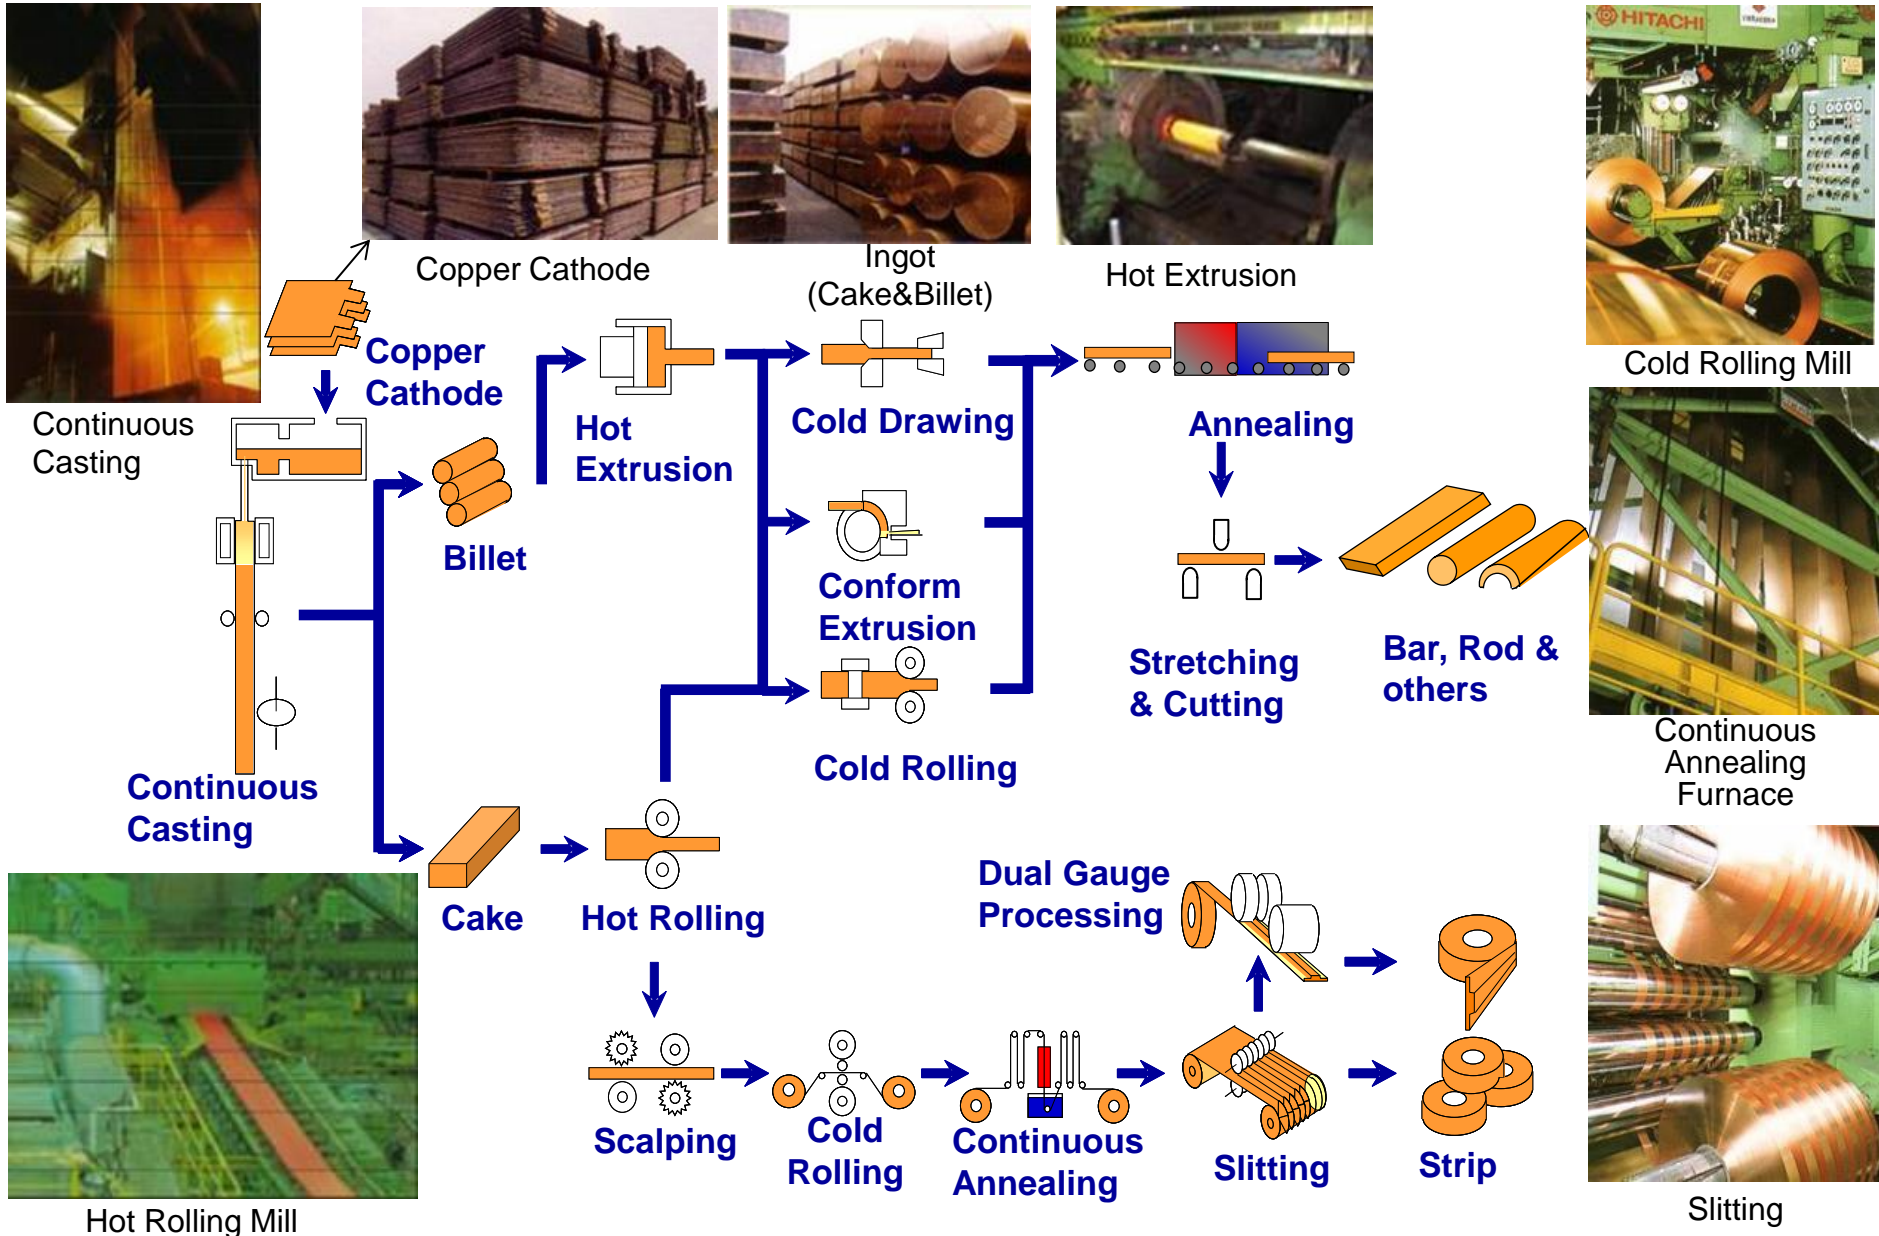 HITACHI
Copper Cathode
Ingot
(Cake&Billet)
Hot Extrusion
Cold Rolling Mill
Continuous
Casting
Copper
Cathode
Hot
Extrusion
Cold Drawing
Annealing
Billet
Conform
Extrusion
Stretching
& Cutting
Bar, Rod &
others
Cold Rolling
Continuous
Annealing
Furnace
Continuous
Casting
Cake
Hot Rolling
Dual Gauge
Processing
Scalping
Cold
Rolling
Continuous
Annealing
Slitting
Strip
Hot Rolling Mill
Slitting